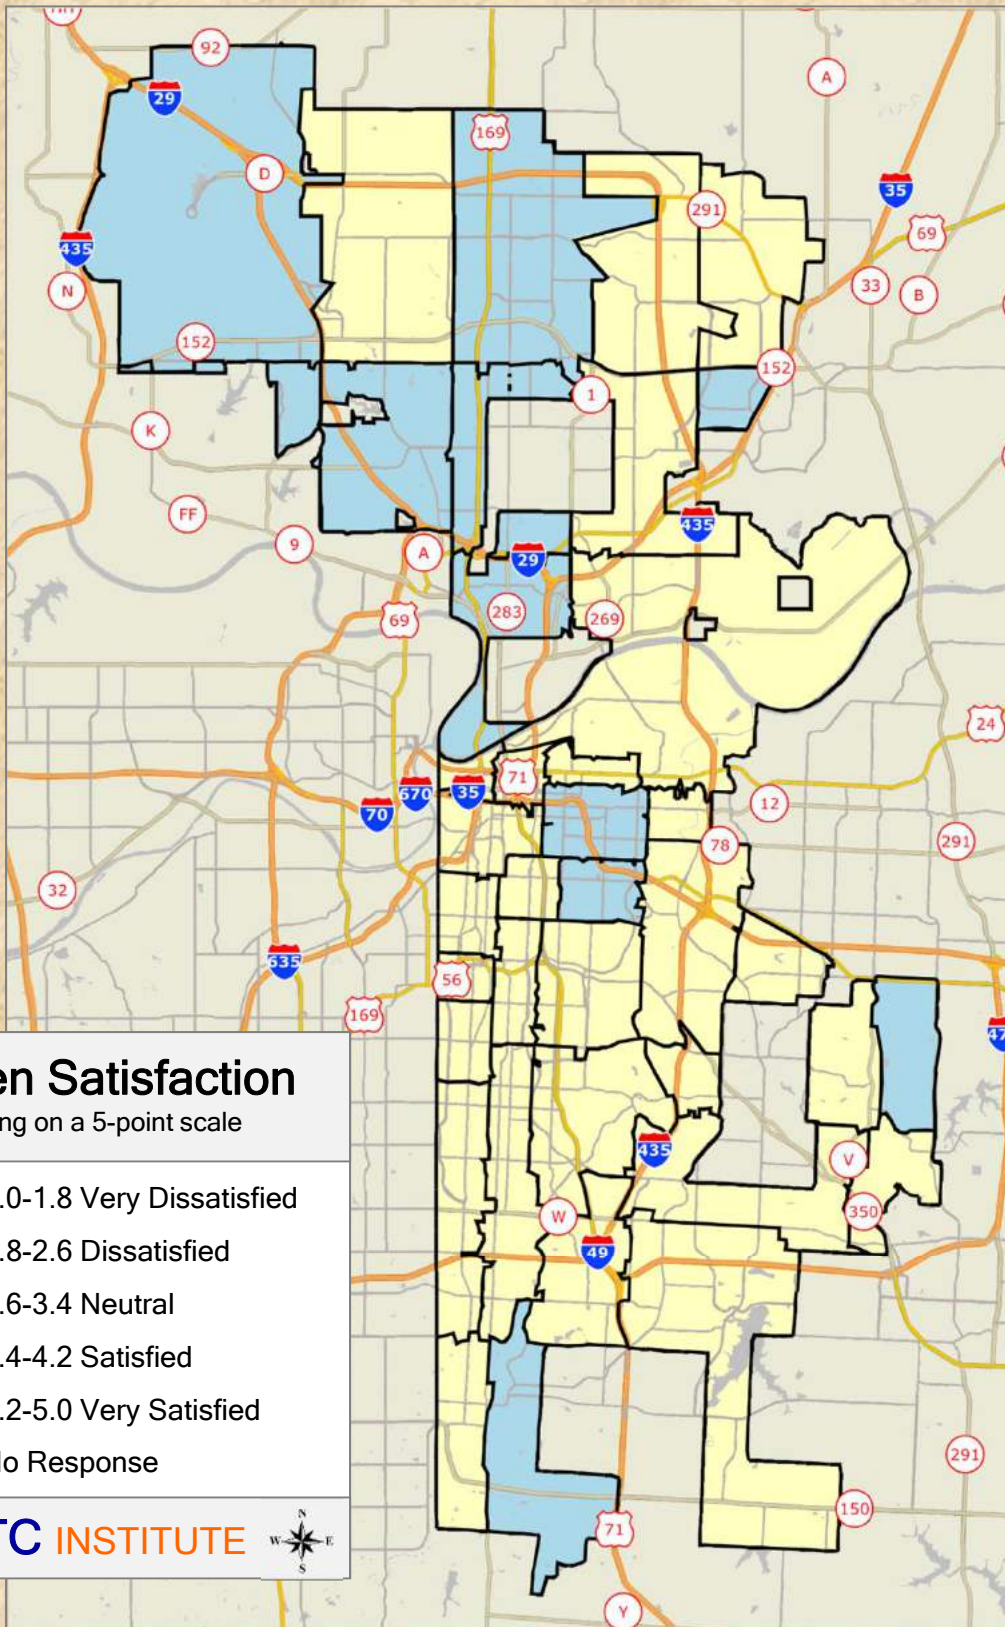 92
A
29
169
D
35
291
69
435
N
33
B
152
152
1
K
FF
435
9
A
29
283
269
69
24
71
670
35
70
12
78
291
32
635
56
169
47
en Satisfaction
ng on a 5-point scale
.0-1.8 Very Dissatisfied
.8-2.6 Dissatisfied
.6-3.4 Neutral
.4-4.2 Satisfied
.2-5.0 Very Satisfied
o Response
TC INSTITUTE
N
W
E
S
435
V
350
W
49
291
150
71
Y